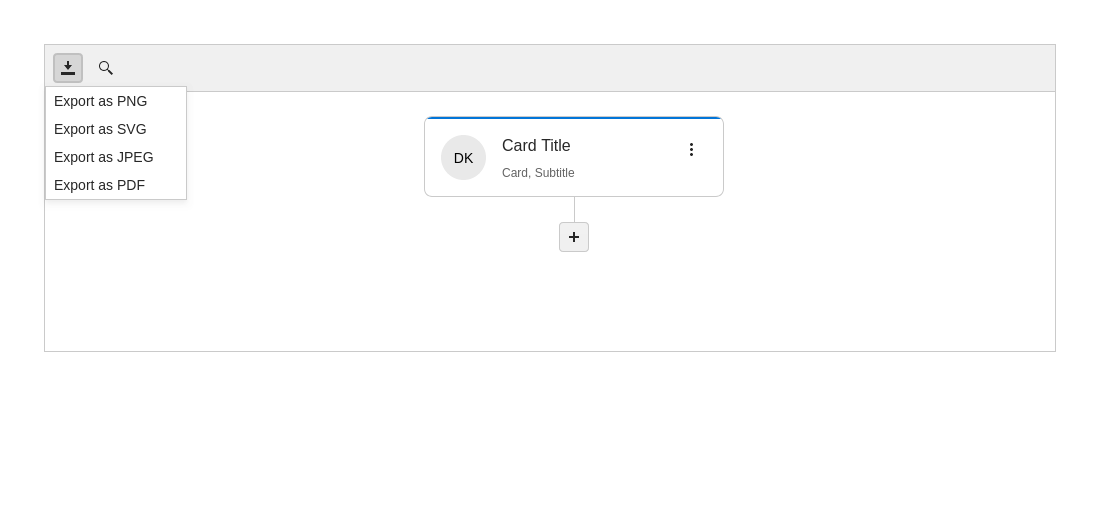 Export as PNG
Export as SVG
Export as JPEG
Export as PDF
DK
Card Title
Card, Subtitle